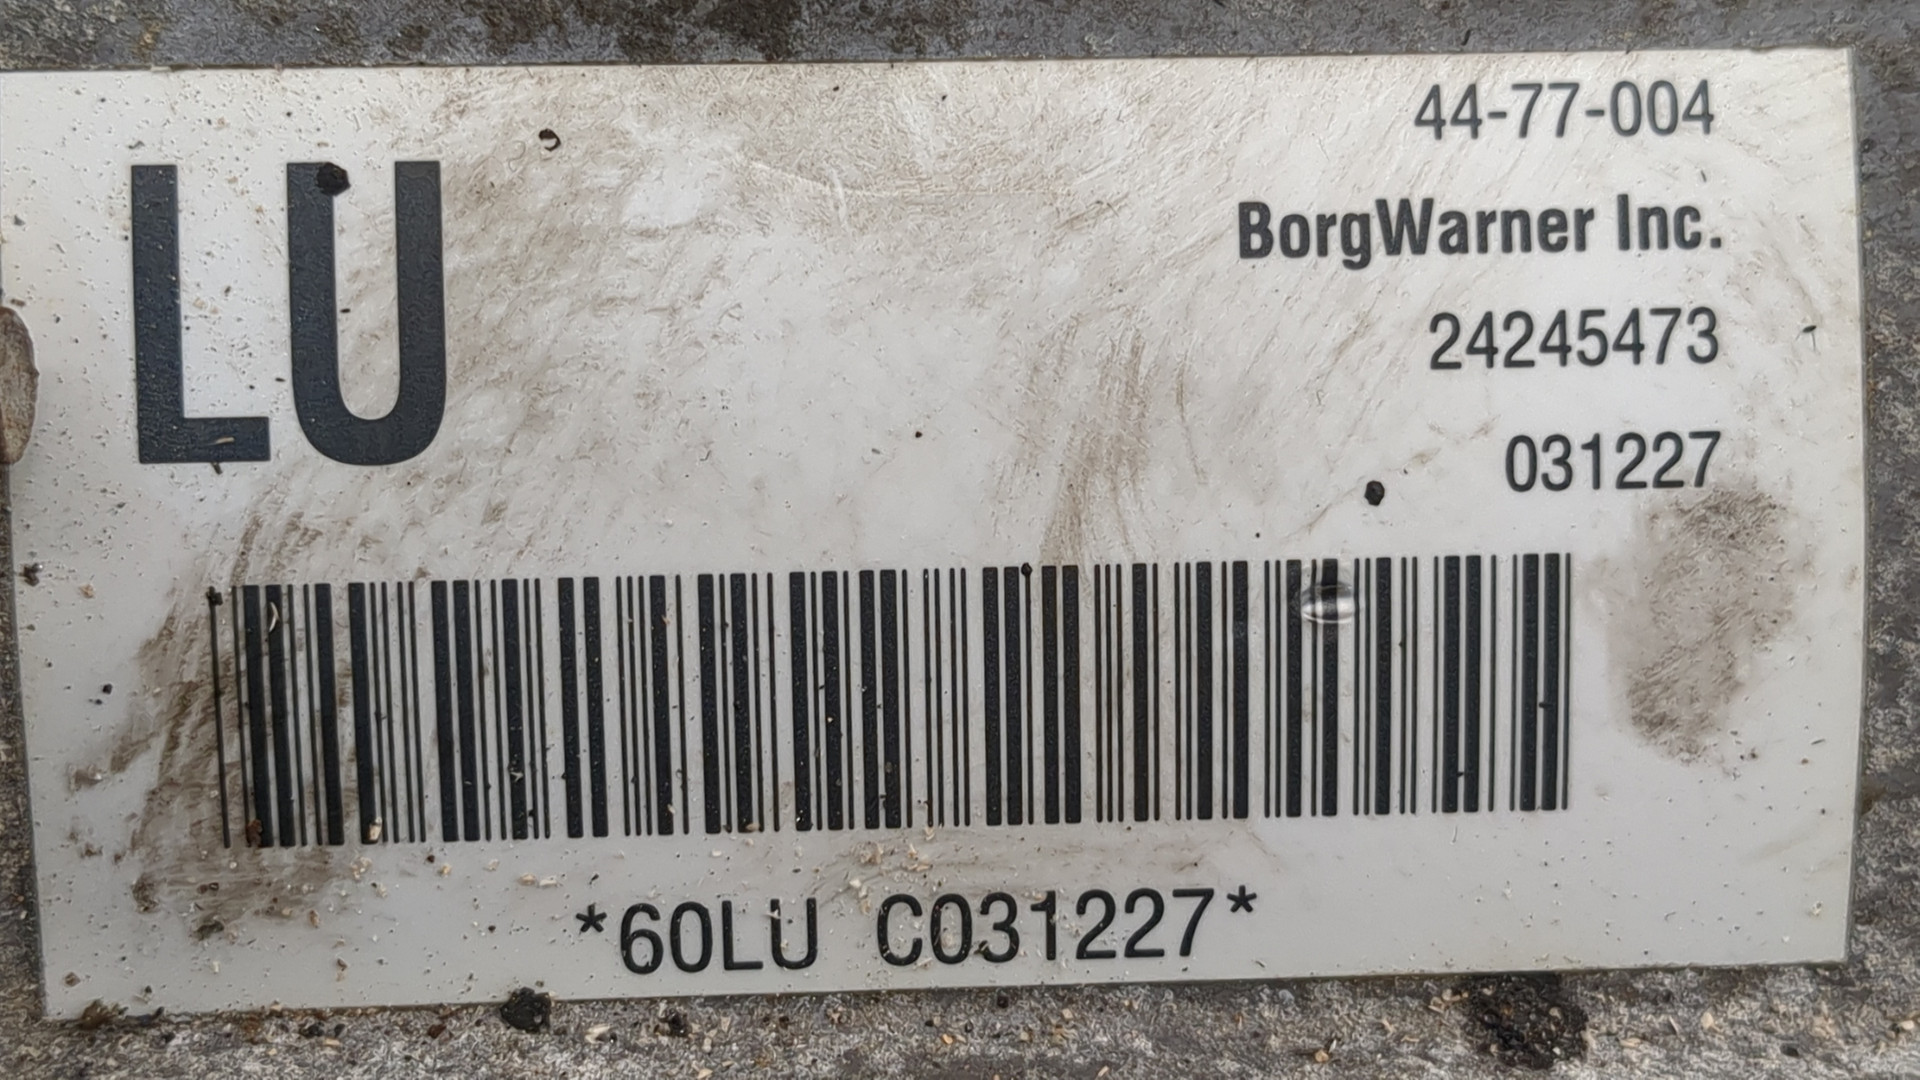 LU
44-77-004
BorgWarner Inc.
24245473
031227
*60LU C031227*